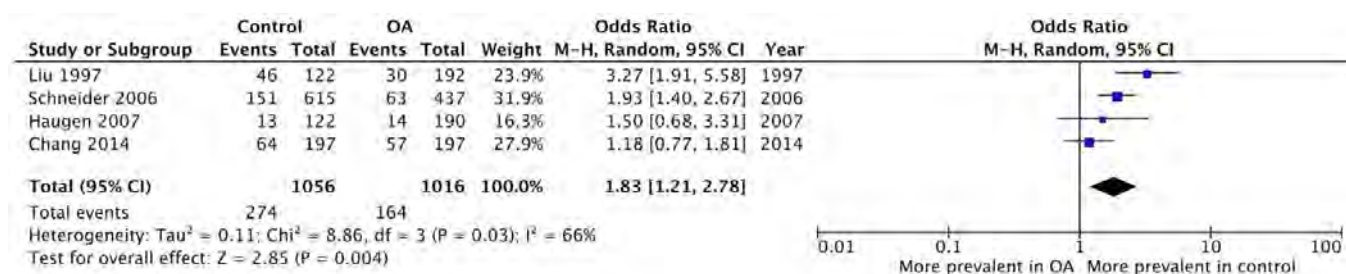 Control OA Odds Ratio Odds Ratio
Study or Subgroup Events Total Events Total Weight M-H, Random, 95% CI Year M-H, Random, 95% CI
Liu 1997 46 122 30 192 23.9% 3.27 [1.91, 5.58] 1997
Schneider 2006 151 615 63 437 31.9% 1.93 [1.40, 2.67] 2006
Haugen 2007 13 122 14 190 16.3% 1.50 [0.68, 3.31] 2007
Chang 2014 64 197 57 197 27.9% 1.18 [0.77, 1.81] 2014
Total (95% CI) 1056 1016 100.0% 1.83 [1.21, 2.78]
Total events 274 164
Heterogeneity: Tau² = 0.11; Chi² = 8.86, df = 3 (P = 0.03); I² = 66%
Test for overall effect: Z = 2.85 (P = 0.004)
0.01 0.1 1 10 100
More prevalent in OA More prevalent in control